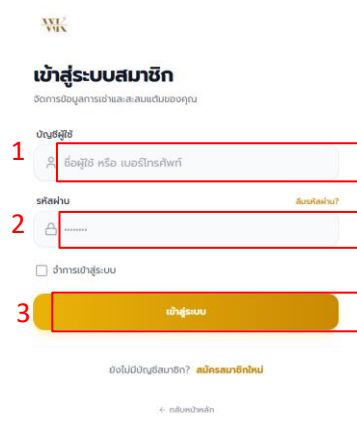 WK
เข้าสู่ระบบสมาชิก
จัดการข้อมูลการเช่าและสะสมแต้มของคุณ
บัญชีผู้ใช้
1
ชื่อผู้ใช้ หรือ เบอร์โทรศัพท์
รหัสผ่าน ลืมรหัสผ่าน?
2
........
จำการเข้าสู่ระบบ
3 เข้าสู่ระบบ
ยังไม่มีบัญชีสมาชิก? สมัครสมาชิกใหม่
← กลับหน้าหลัก